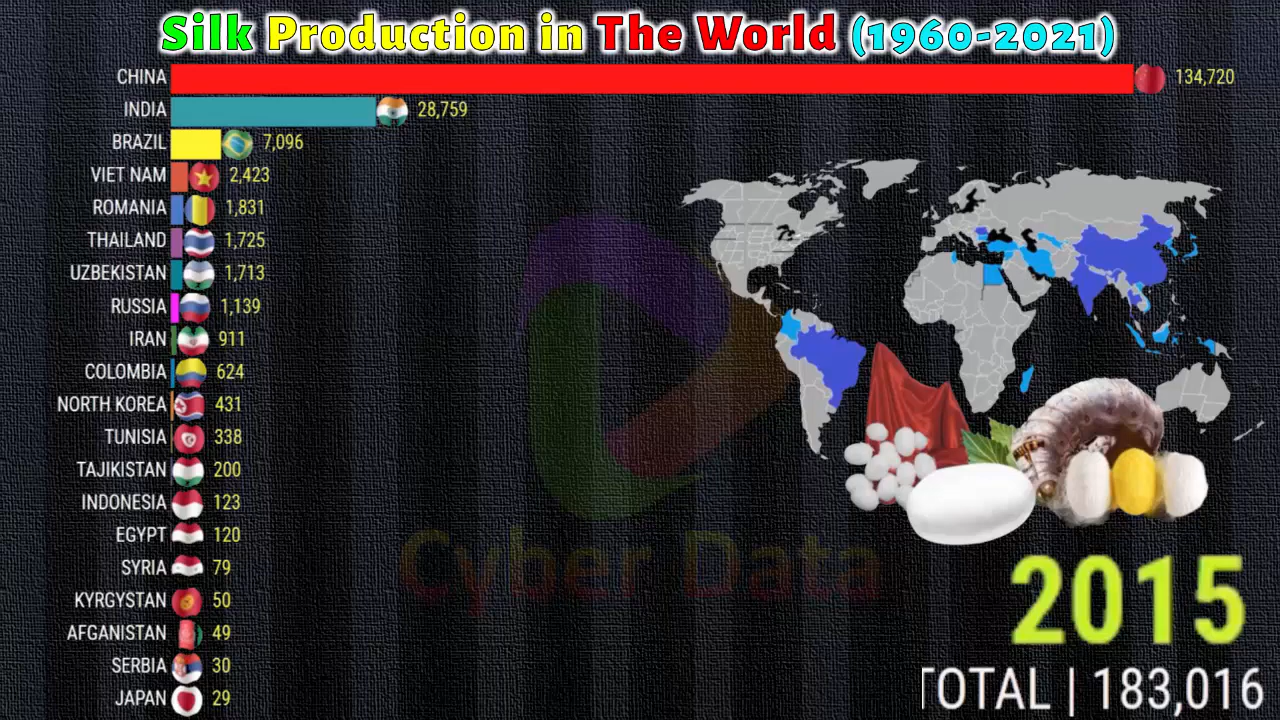 Silk Production in The World (1960-2021)
CHINA 134,720
INDIA 28,759
BRAZIL 7,096
VIET NAM 2,423
ROMANIA 1,831
THAILAND 1,725
UZBEKISTAN 1,713
RUSSIA 1,139
IRAN 911
COLOMBIA 624
NORTH KOREA 431
TUNISIA 338
TAJIKISTAN 200
INDONESIA 123
EGYPT 120
SYRIA 79
KYRGYSTAN 50
AFGANISTAN 49
SERBIA 30
JAPAN 29
Cyber Data
2015
TOTAL | 183,016